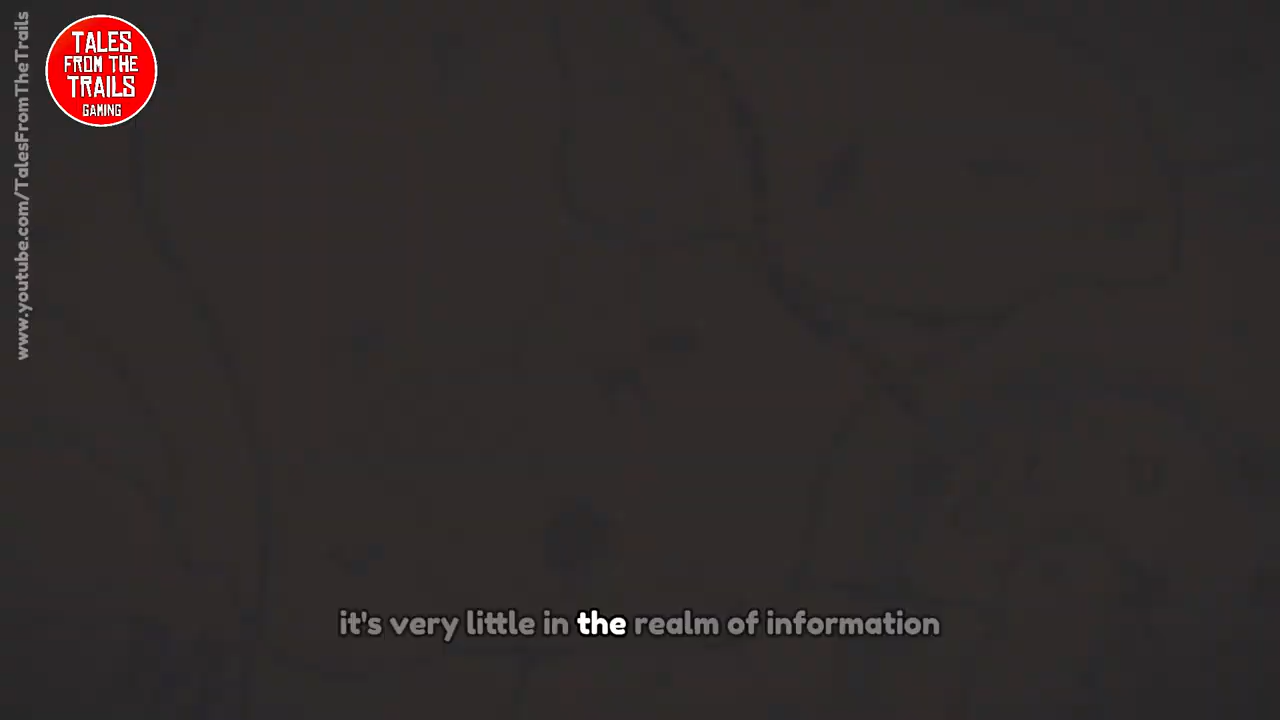 www.youtube.com/TalesFromTheTrails
TALES
FROM THE
TRAILS
GAMING
it's very little in the realm of information